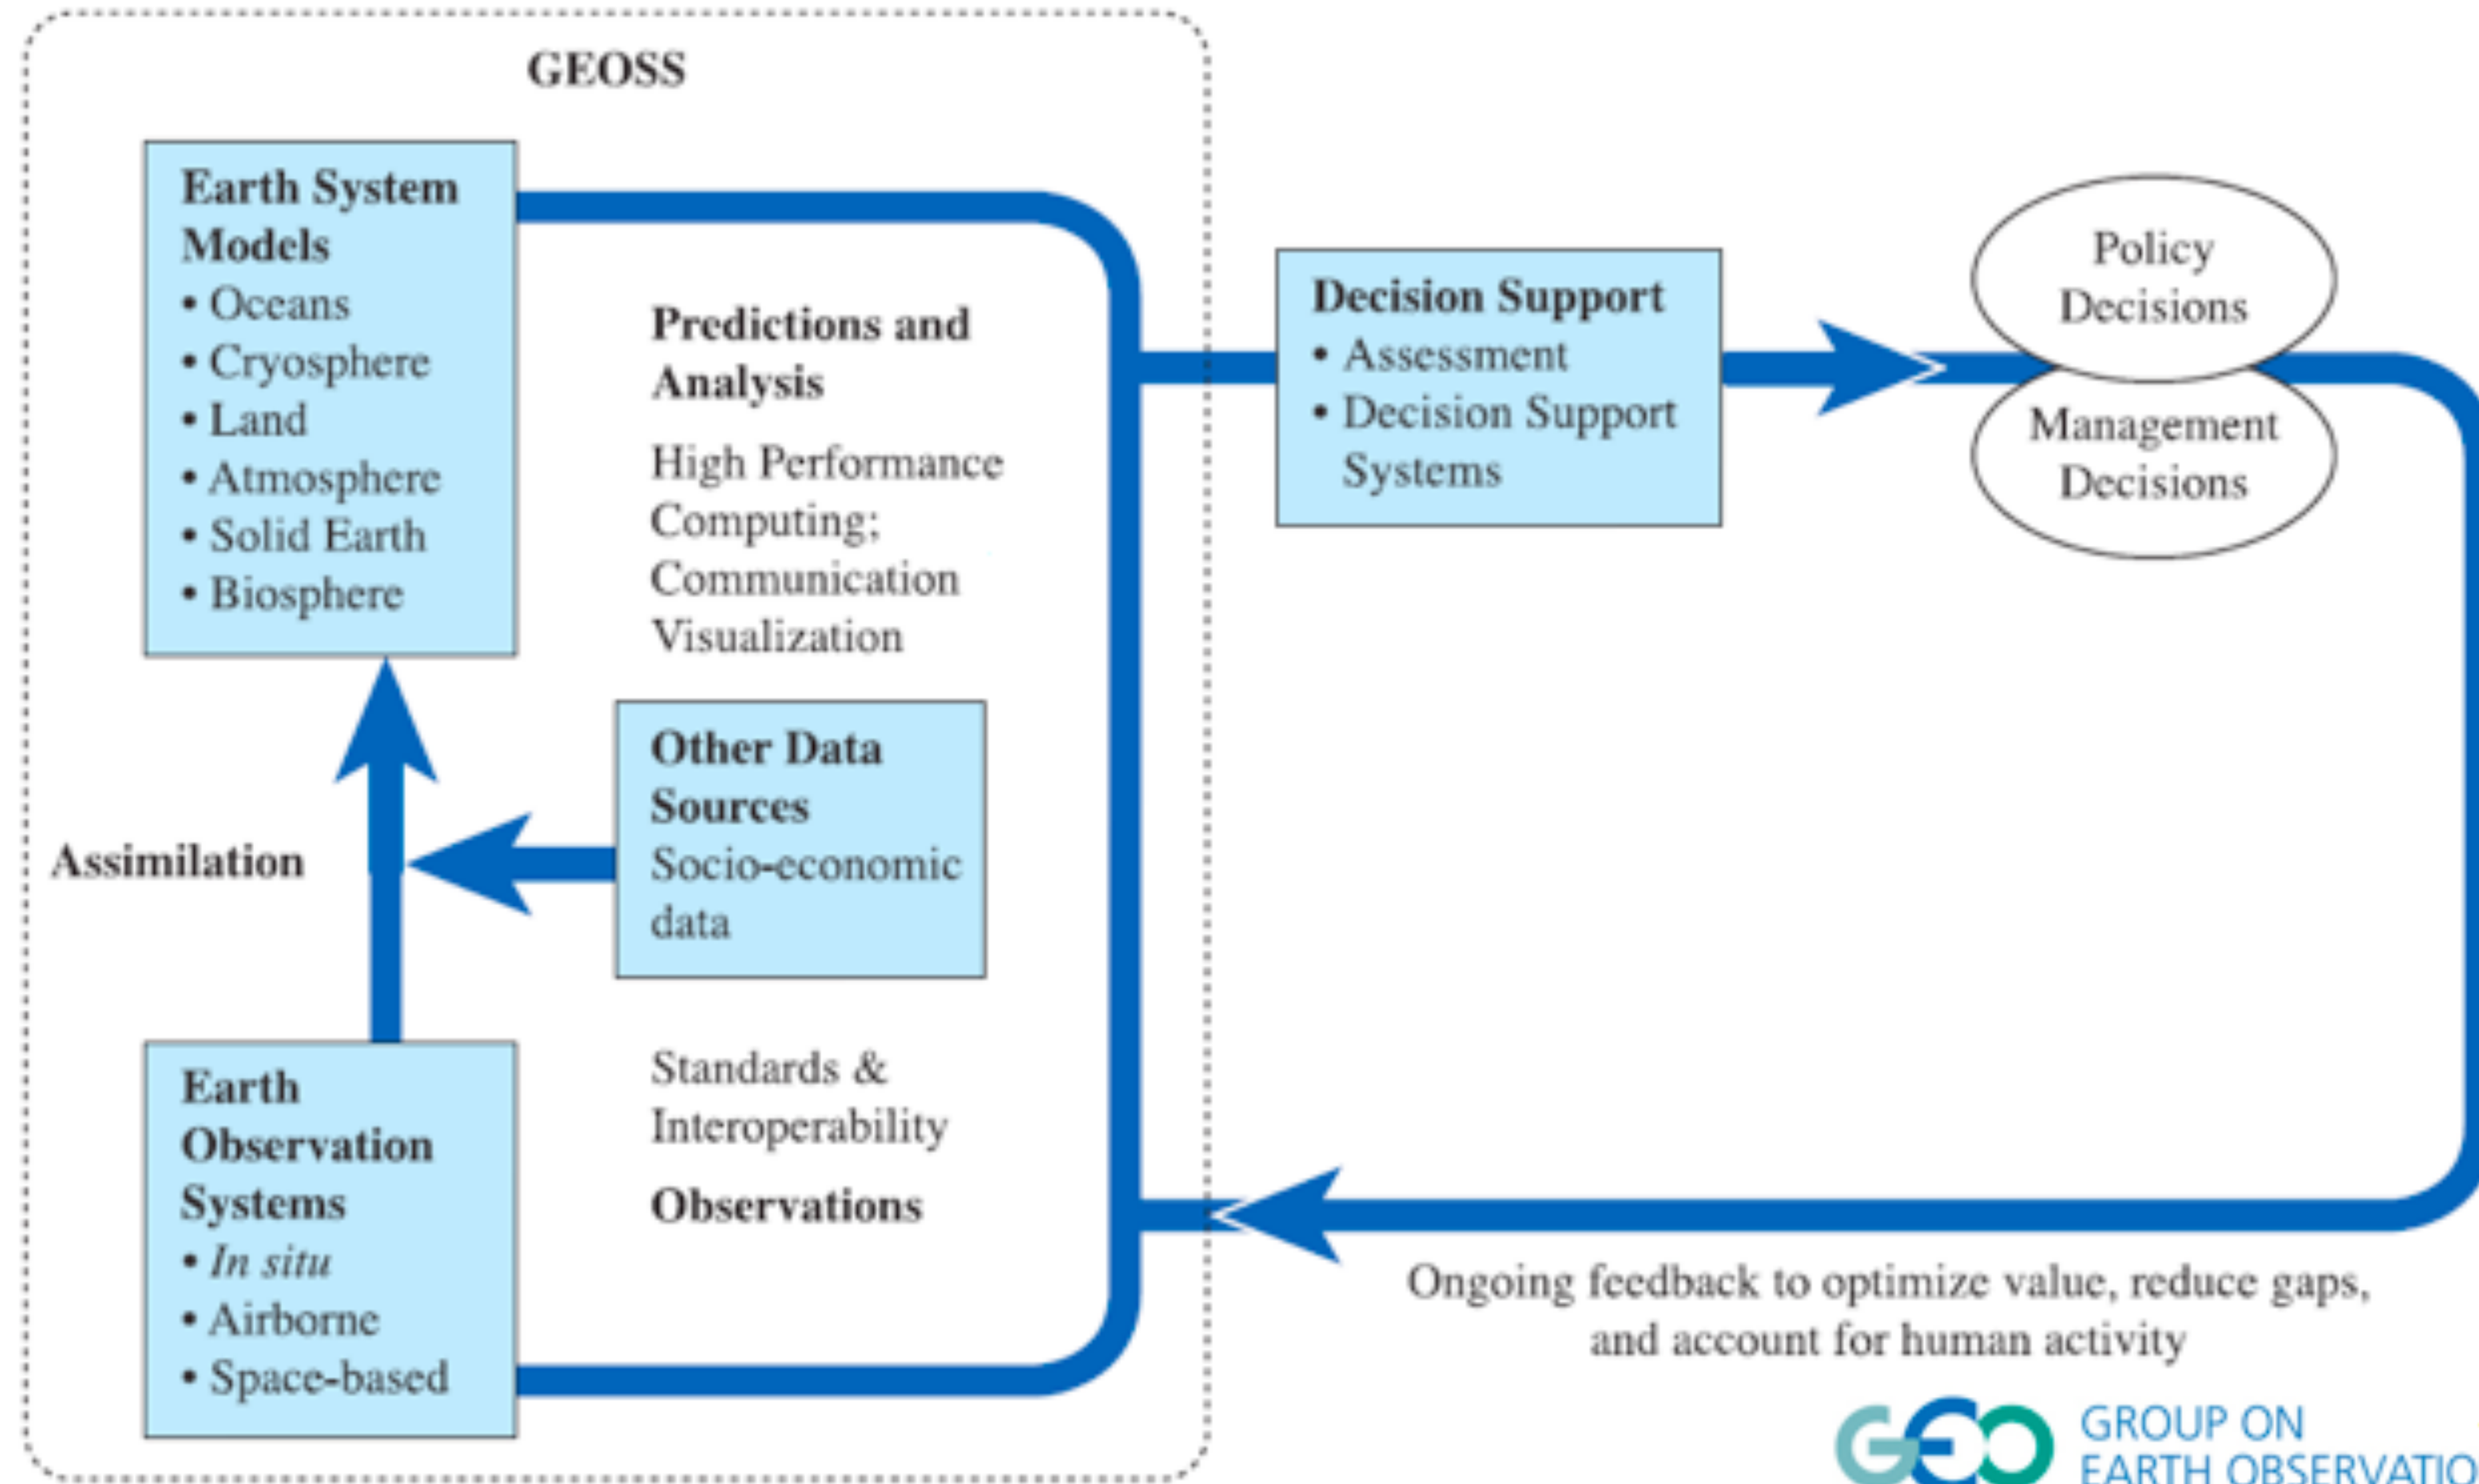 GEOSS
Earth System
Models
• Oceans
• Cryosphere
• Land
• Atmosphere
• Solid Earth
• Biosphere
Predictions and
Analysis
High Performance
Computing;
Communication
Visualization
Other Data
Sources
Socio-economic
data
Assimilation
Earth
Observation
Systems
• In situ
• Airborne
• Space-based
Standards &
Interoperability
Observations
Decision Support
• Assessment
• Decision Support
Systems
Policy
Decisions
Management
Decisions
Ongoing feedback to optimize value, reduce gaps,
and account for human activity
GEO
GROUP ON
EARTH OBSERVATIO